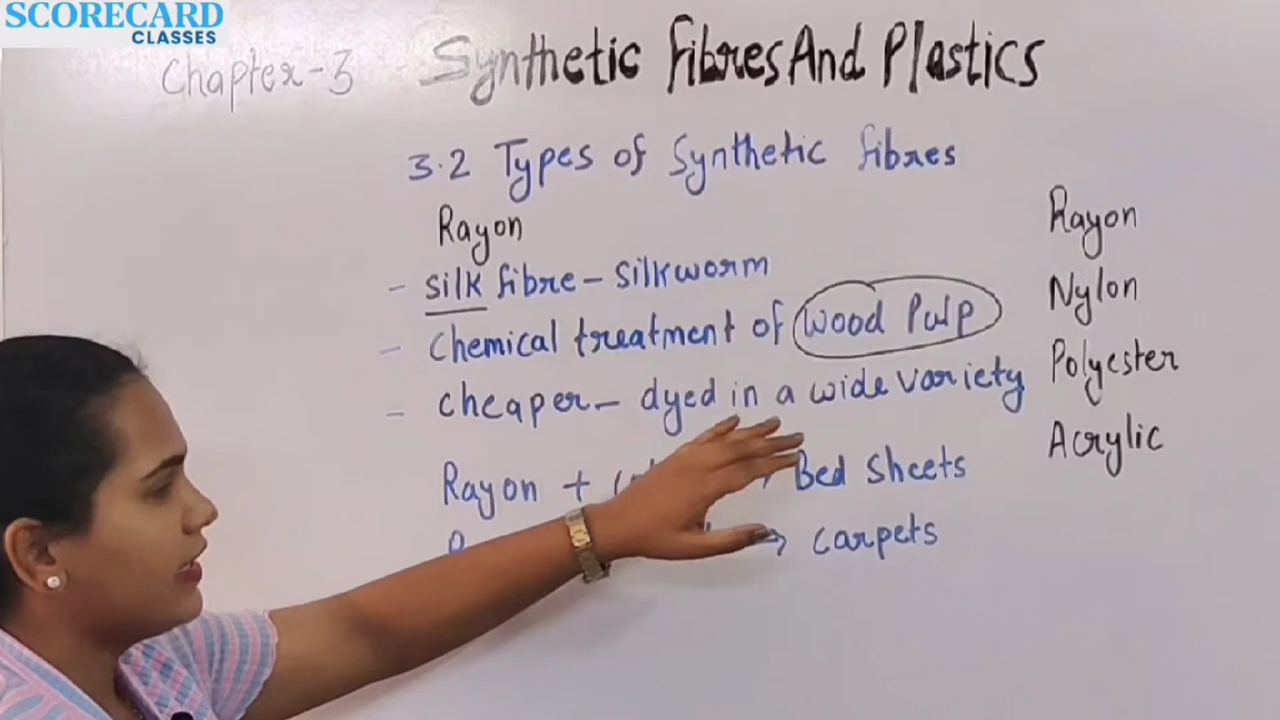 SCORECARD
CLASSES
Chapter-3 Synthetic Fibres And Plastics
3.2 Types of Synthetic fibres
Rayon
- Silk fibre - Silkworm
- Chemical treatment of Wood Pulp
- cheaper - dyed in a wide variety
Rayon + → Bed Sheets
→ carpets
Rayon
Nylon
Polyester
Acrylic